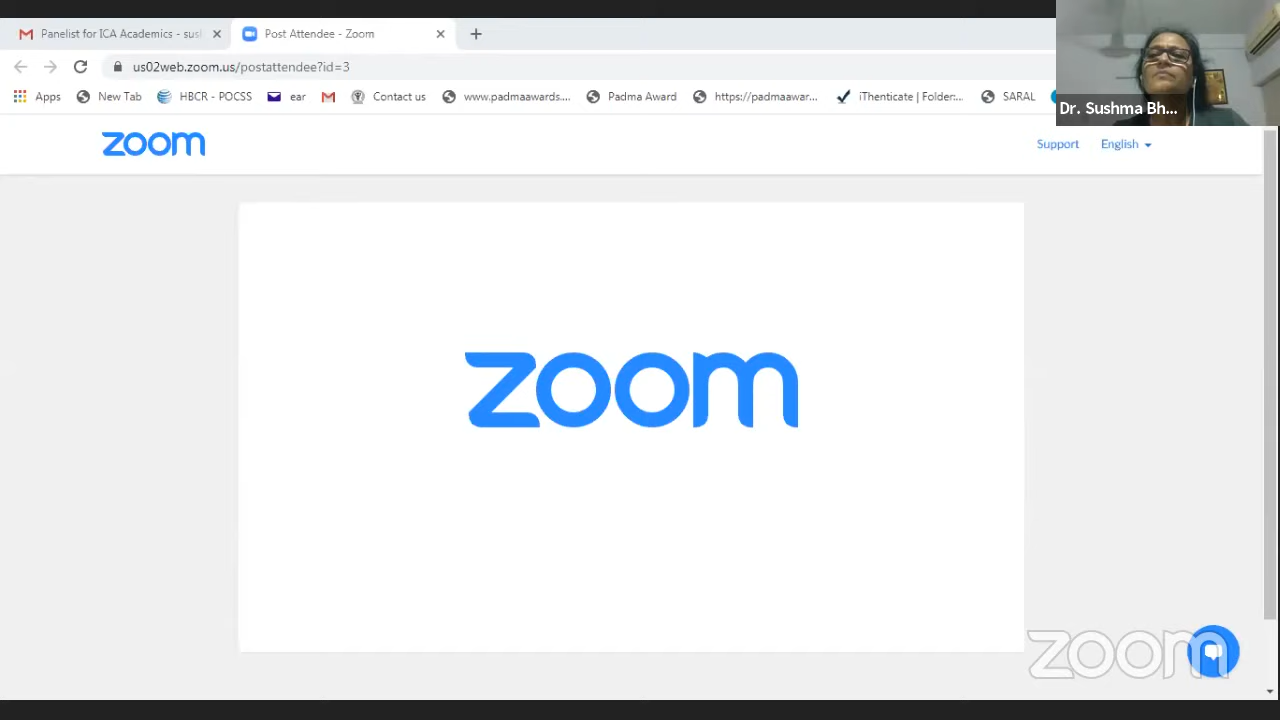 Panelist for ICA Academics - sus
Post Attendee - Zoom
us02web.zoom.us/postattendee?id=3
Apps
New Tab
HBCR - POCSS
ear
Contact us
www.padmaawards....
Padma Award
https://padmaawar...
iThenticate | Folder:...
SARAL
Dr. Sushma Bh...
zoom
Support
English
zoom
zoom